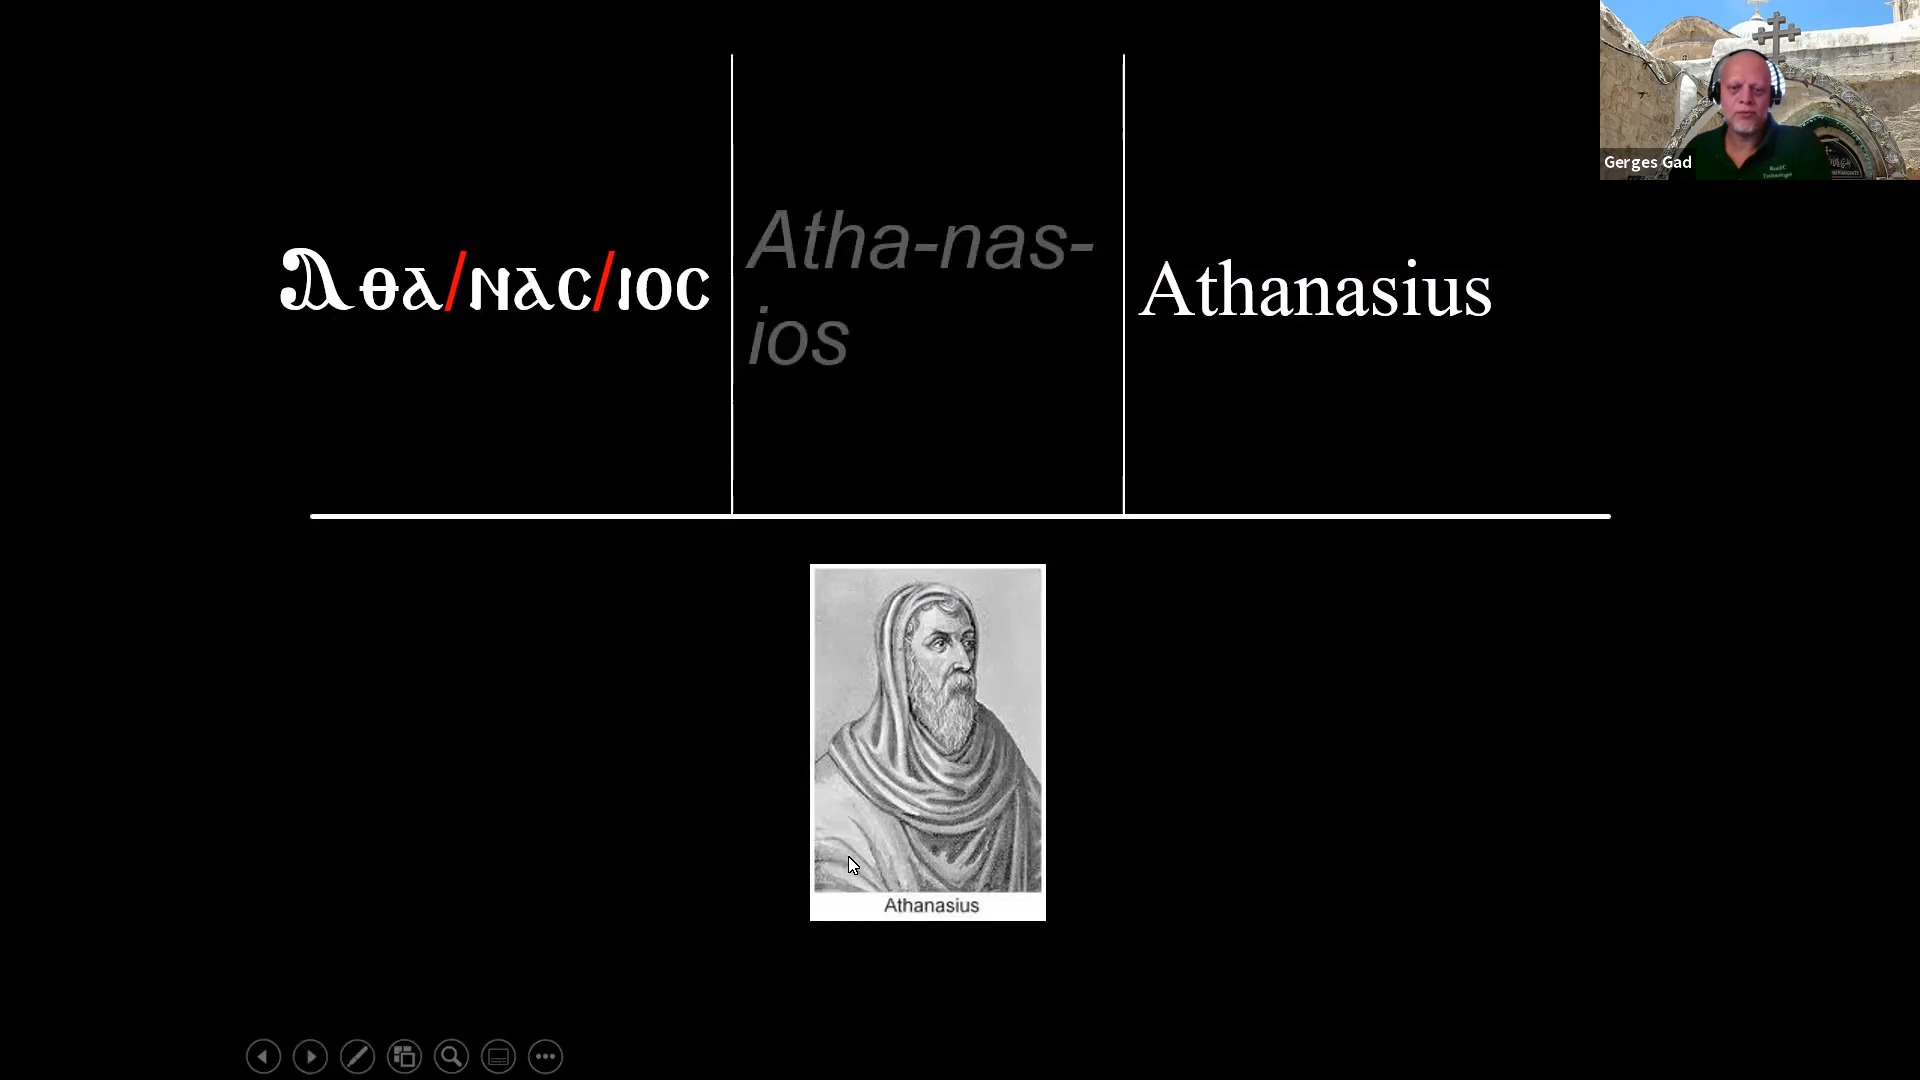 Ⲁⲑⲁ/ⲛⲁⲥ/ⲓⲟⲥ
Atha-nas-
ios
Athanasius
Gerges Gad
Athanasius